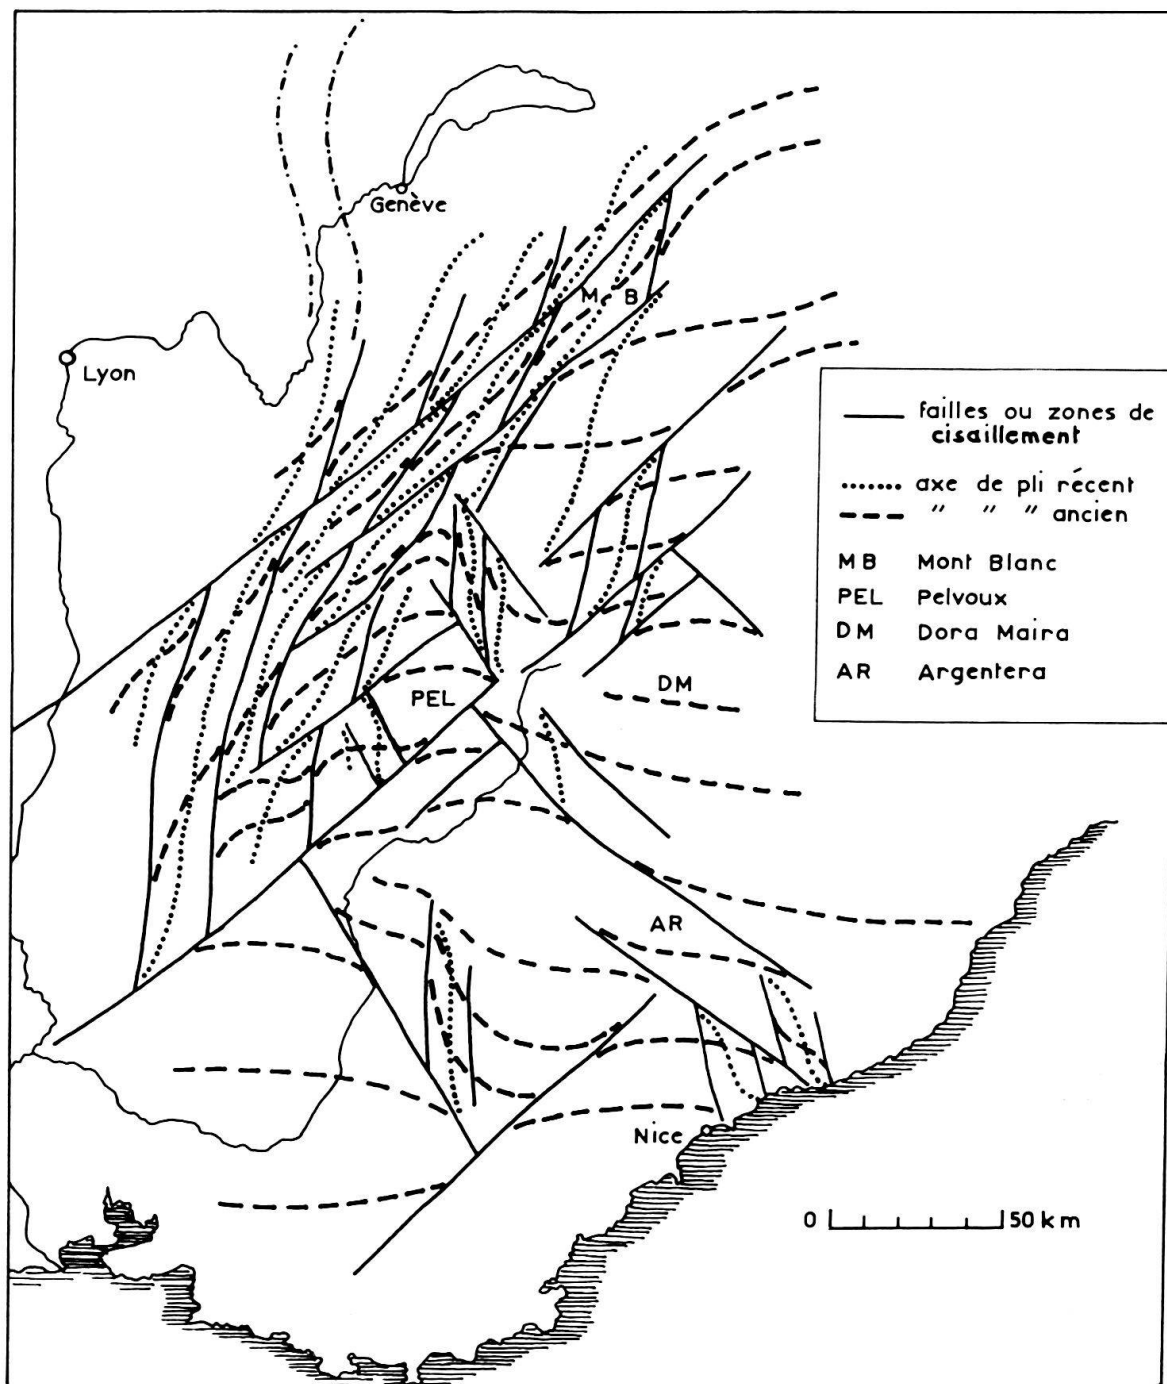 Genève
M B
Lyon
failles ou zones de
cisaillement
axe de pli récent
" " " ancien
MB Mont Blanc
PEL Pelvoux
DM Dora Maira
AR Argentera
DM
PEL
AR
Nice
0 50 km